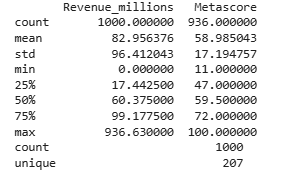 Revenue_millions Metascore
count 1000.000000 936.000000
mean 82.956376 58.985043
std 96.412043 17.194757
min 0.000000 11.000000
25% 17.442500 47.000000
50% 60.375000 59.500000
75% 99.177500 72.000000
max 936.630000 100.000000
count 1000
unique 207